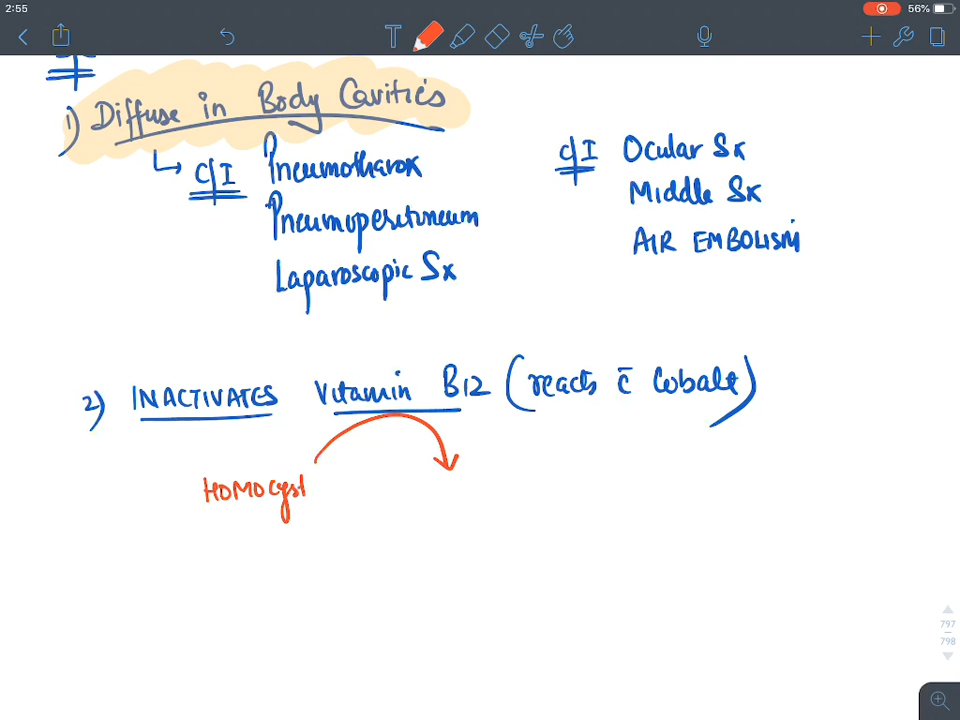 2:55
56%
T
1) Diffuse in Body Cavities
C/I Pneumothorax
Pneumoperitoneum
Laparoscopic Sx
C/I Ocular Sx
Middle Sx
AIR EMBOLISM
2) INACTIVATES Vitamin B12 (reacts c̄ Cobalt)
HOMOCyst
797
798